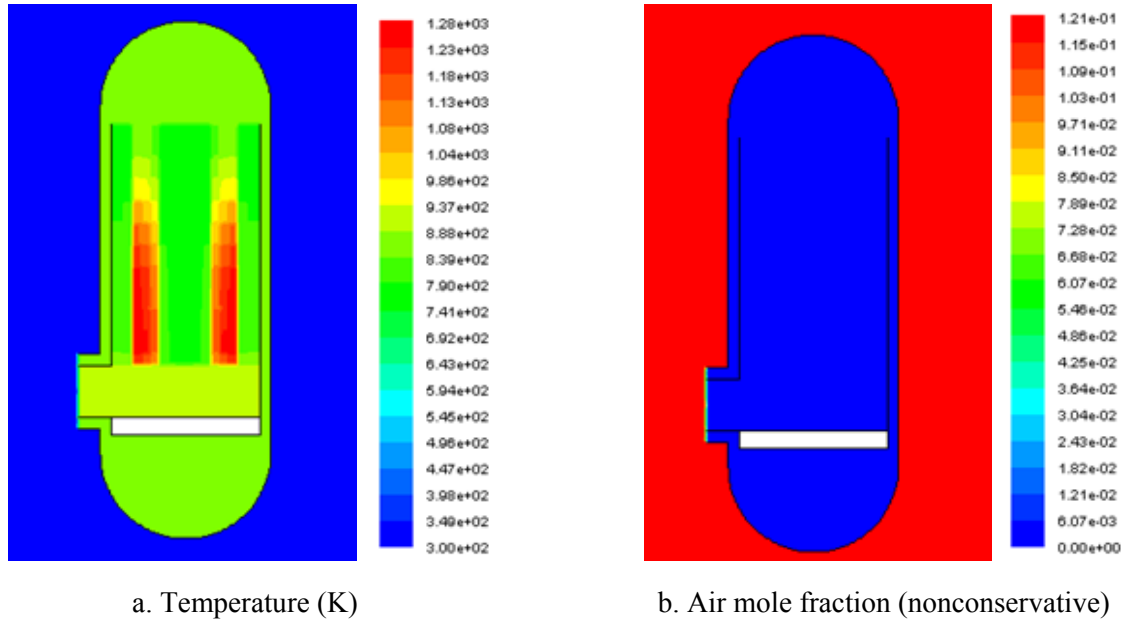 1.28e+03
1.23e+03
1.18e+03
1.13e+03
1.08e+03
1.04e+03
9.86e+02
9.37e+02
8.88e+02
8.39e+02
7.90e+02
7.41e+02
6.92e+02
6.43e+02
5.94e+02
5.45e+02
4.96e+02
4.47e+02
3.98e+02
3.49e+02
3.00e+02
1.21e-01
1.15e-01
1.09e-01
1.03e-01
9.71e-02
9.11e-02
8.50e-02
7.89e-02
7.28e-02
6.68e-02
6.07e-02
5.46e-02
4.86e-02
4.25e-02
3.64e-02
3.04e-02
2.43e-02
1.82e-02
1.21e-02
6.07e-03
0.00e+00
a. Temperature (K)
b. Air mole fraction (nonconservative)